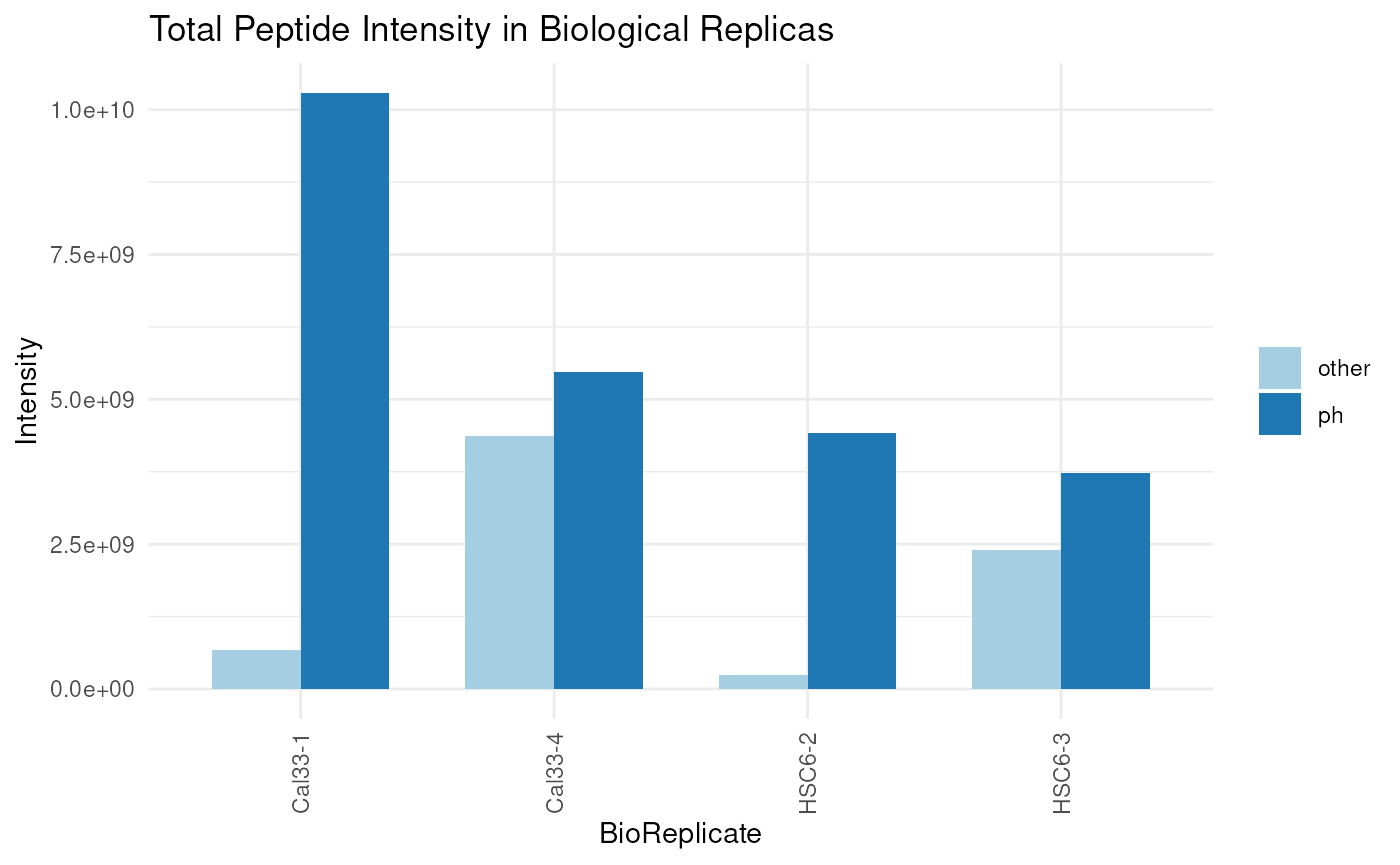 Total Peptide Intensity in Biological Replicas
Intensity
1.0e+10
7.5e+09
5.0e+09
2.5e+09
0.0e+00
Cal33-1
Cal33-4
HSC6-2
HSC6-3
BioReplicate
other
ph